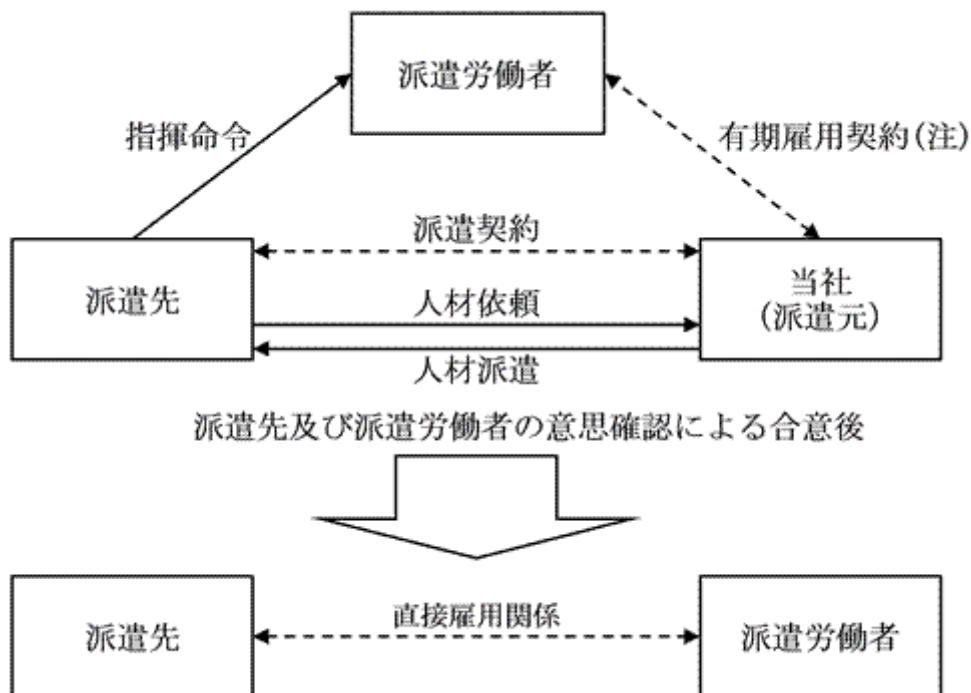 派遣労働者
指揮命令
有期雇用契約(注)
派遣契約
派遣先
人材依頼
当社
(派遣元)
人材派遣
派遣先及び派遣労働者の意思確認による合意後
派遣先
直接雇用関係
派遣労働者